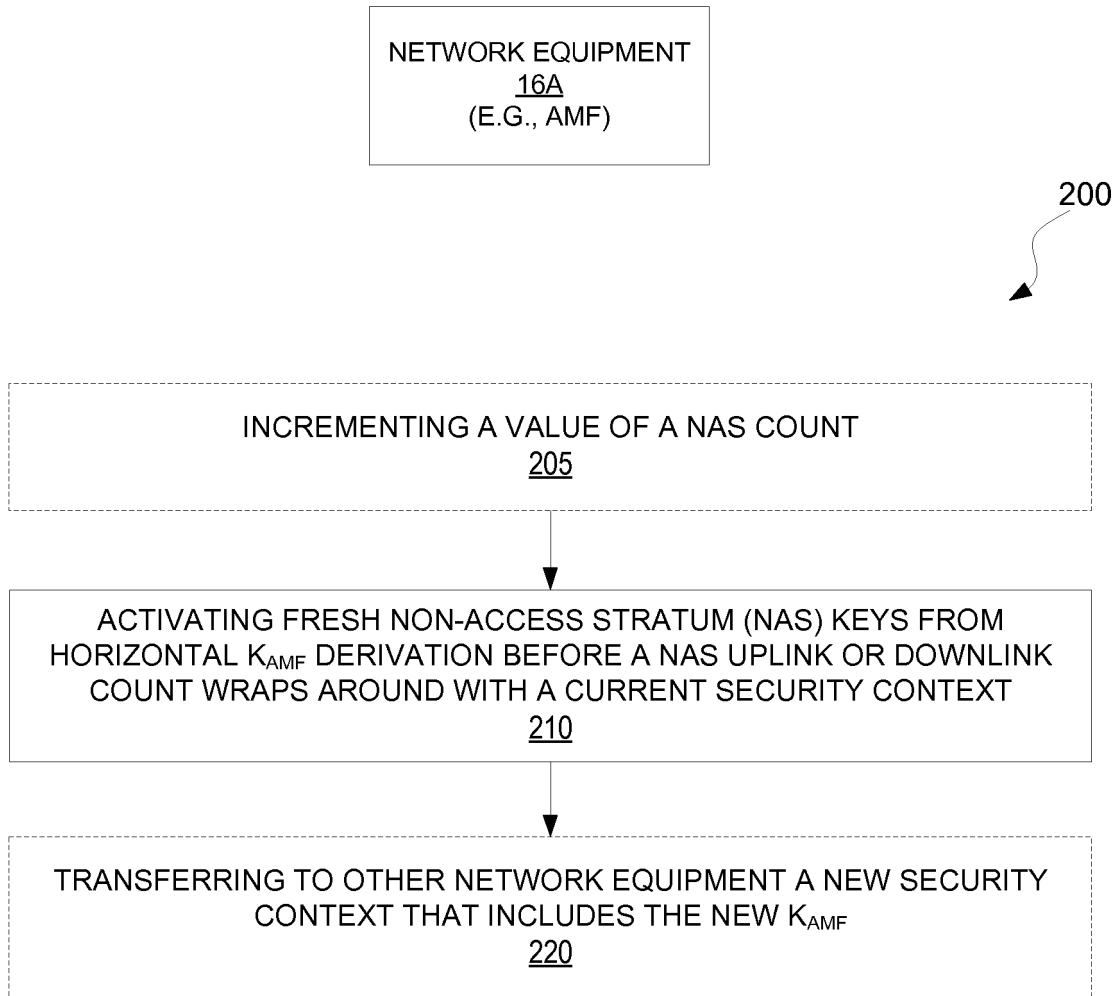 NETWORK EQUIPMENT
16A
(E.G., AMF)
200
INCREMENTING A VALUE OF A NAS COUNT
205
ACTIVATING FRESH NON-ACCESS STRATUM (NAS) KEYS FROM
HORIZONTAL KAMF DERIVATION BEFORE A NAS UPLINK OR DOWNLINK
COUNT WRAPS AROUND WITH A CURRENT SECURITY CONTEXT
210
TRANSFERRING TO OTHER NETWORK EQUIPMENT A NEW SECURITY
CONTEXT THAT INCLUDES THE NEW KAMF
220